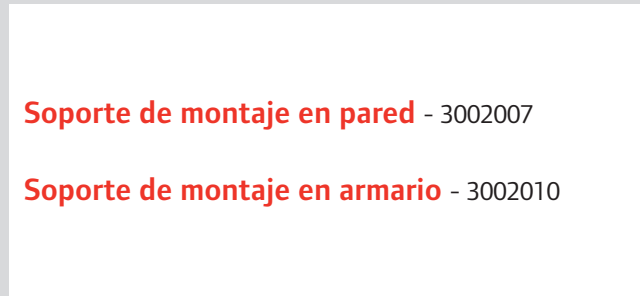 Soporte de montaje en pared - 3002007
Soporte de montaje en armario - 3002010